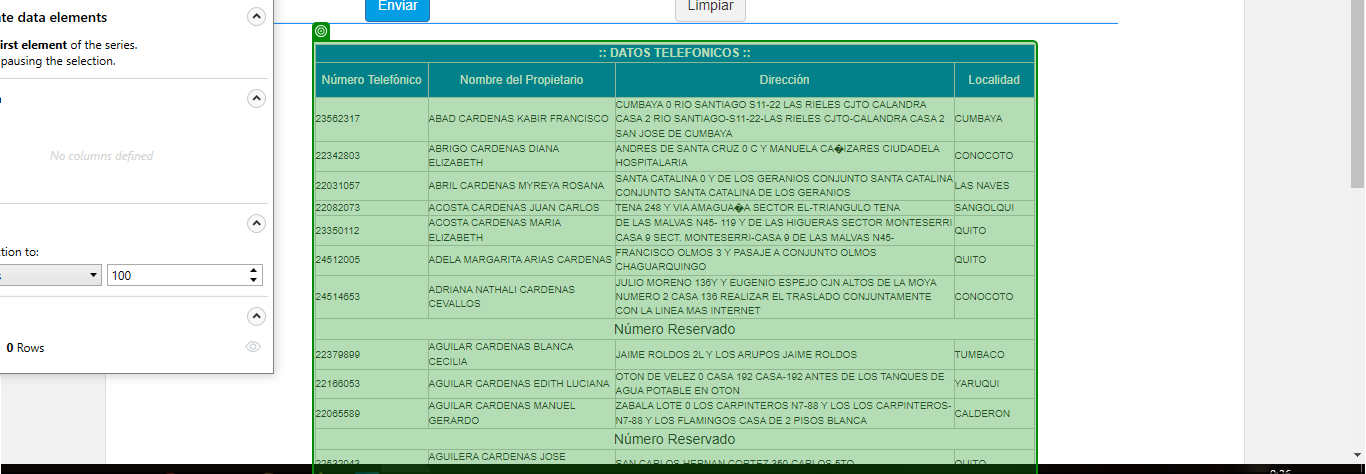 te data elements
irst element of the series.
pausing the selection.
No columns defined
tion to:
100
0 Rows
Enviar
Limpiar
:: DATOS TELEFONICOS ::
Número Telefónico Nombre del Propietario Dirección Localidad
CUMBAYA 0 RIO SANTIAGO S11-22 LAS RIELES CJTO CALANDRA
23562317 ABAD CARDENAS KABIR FRANCISCO CASA 2 RIO SANTIAGO-S11-22-LAS RIELES CJTO-CALANDRA CASA 2 CUMBAYA
SAN JOSE DE CUMBAYA
ABRIGO CARDENAS DIANA ANDRES DE SANTA CRUZ 0 C Y MANUELA CA�IZARES CIUDADELA
22342803 CONOCOTO
ELIZABETH HOSPITALARIA
SANTA CATALINA 0 Y DE LOS GERANIOS CONJUNTO SANTA CATALINA
22031057 ABRIL CARDENAS MYREYA ROSANA LAS NAVES
CONJUNTO SANTA CATALINA DE LOS GERANIOS
22082073 ACOSTA CARDENAS JUAN CARLOS TENA 248 Y VIA AMAGUA�A SECTOR EL-TRIANGULO TENA SANGOLQUI
ACOSTA CARDENAS MARIA DE LAS MALVAS N45- 119 Y DE LAS HIGUERAS SECTOR MONTESERRI
23350112 QUITO
ELIZABETH CASA 9 SECT. MONTESERRI-CASA 9 DE LAS MALVAS N45-
FRANCISCO OLMOS 3 Y PASAJE A CONJUNTO OLMOS
24512005 ADELA MARGARITA ARIAS CARDENAS QUITO
CHAGUARQUINGO
JULIO MORENO 136Y Y EUGENIO ESPEJO CJN ALTOS DE LA MOYA
24514653 ADRIANA NATHALI CARDENAS CEVALLOS NUMERO 2 CASA 136 REALIZAR EL TRASLADO CONJUNTAMENTE CONOCOTO
CON LA LINEA MAS INTERNET
Número Reservado
AGUILAR CARDENAS BLANCA
22379899 JAIME ROLDOS 2L Y LOS ARUPOS JAIME ROLDOS TUMBACO
CECILIA
OTON DE VELEZ 0 CASA 192 CASA-192 ANTES DE LOS TANQUES DE
22166053 AGUILAR CARDENAS EDITH LUCIANA YARUQUI
AGUA POTABLE EN OTON
AGUILAR CARDENAS MANUEL ZABALA LOTE 0 LOS CARPINTEROS N7-88 Y LOS LOS CARPINTEROS-
22065589 CALDERON
GERARDO N7-88 Y LOS FLAMINGOS CASA DE 2 PISOS BLANCA
Número Reservado
AGUILERA CARDENAS JOSE